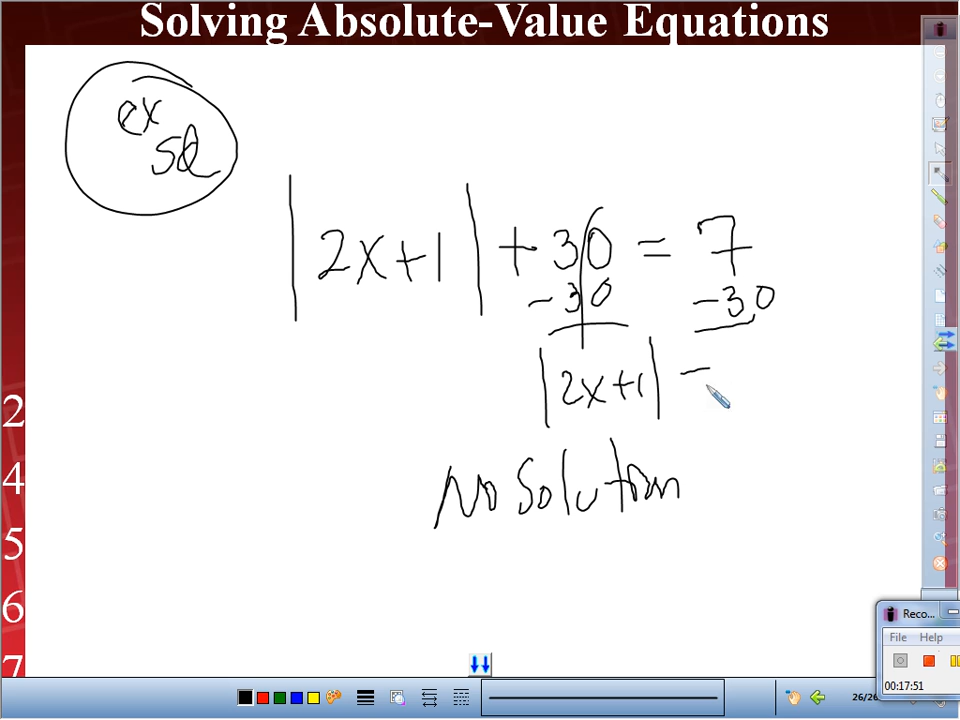 Solving Absolute-Value Equations
ex
|2x+1| + 30 = 7
-30 -30
|2x+1| =
No Solution
2
4
5
6
7
26/26
Reco...
File Help
00:17:51